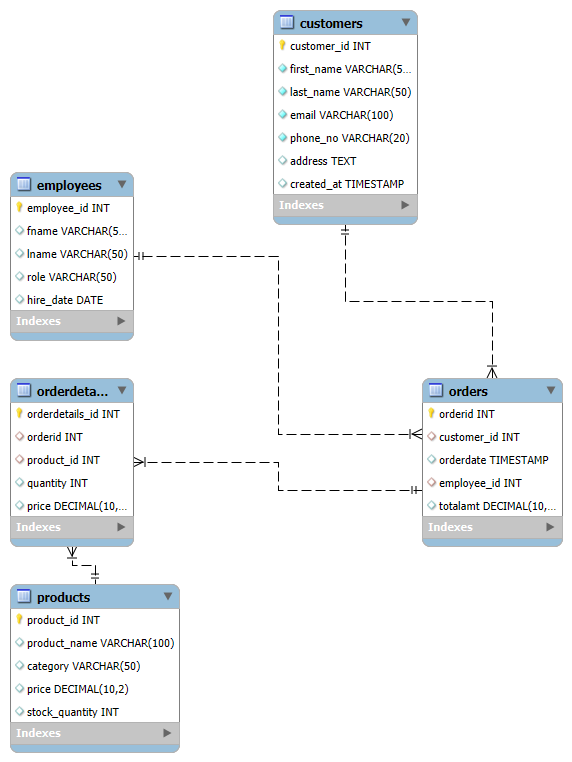 customers
customer_id INT
first_name VARCHAR(5...
last_name VARCHAR(50)
email VARCHAR(100)
phone_no VARCHAR(20)
address TEXT
created_at TIMESTAMP
Indexes
employees
employee_id INT
fname VARCHAR(5...
lname VARCHAR(50)
role VARCHAR(50)
hire_date DATE
Indexes
orderdeta...
orderdetails_id INT
orderid INT
product_id INT
quantity INT
price DECIMAL(10,...
Indexes
orders
orderid INT
customer_id INT
orderdate TIMESTAMP
employee_id INT
totalamt DECIMAL(10,...
Indexes
products
product_id INT
product_name VARCHAR(100)
category VARCHAR(50)
price DECIMAL(10,2)
stock_quantity INT
Indexes